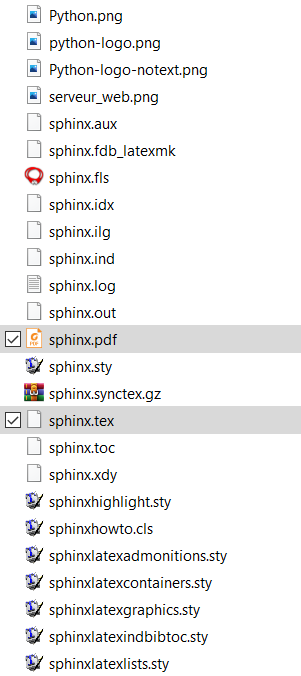 Python.png
python-logo.png
Python-logo-notext.png
serveur_web.png
sphinx.aux
sphinx.fdb_latexmk
sphinx.fls
sphinx.idx
sphinx.ilg
sphinx.ind
sphinx.log
sphinx.out
sphinx.pdf
sphinx.sty
sphinx.synctex.gz
sphinx.tex
sphinx.toc
sphinx.xdy
sphinxhighlight.sty
sphinxhowto.cls
sphinxlatexadmonitions.sty
sphinxlatexcontainers.sty
sphinxlatexgraphics.sty
sphinxlatexindbibtoc.sty
sphinxlatexlists.sty